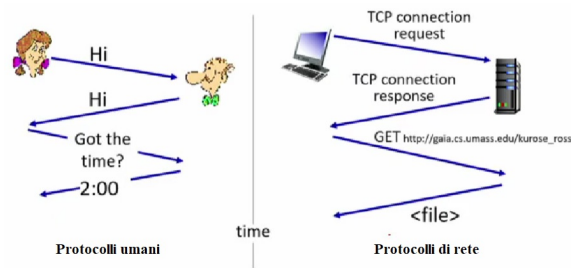 Hi
Hi
Got the
time?
2:00
Protocolli umani
time
TCP connection
request
TCP connection
response
GET http://gaia.cs.umass.edu/kurose_ross
<file>
Protocolli di rete